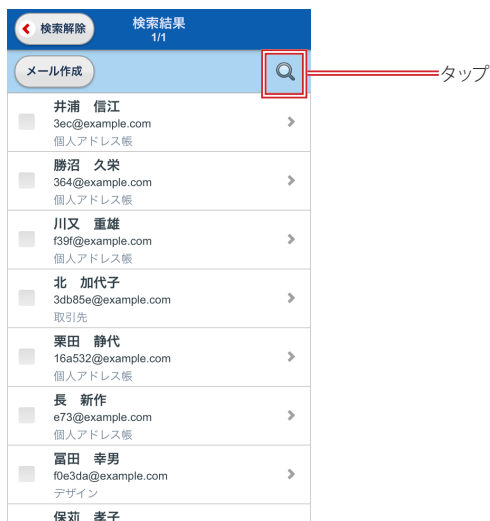 検索解除
検索結果
1/1
メール作成
タップ
井浦　信江
3ec@example.com
個人アドレス帳
勝沼　久栄
364@example.com
個人アドレス帳
川又　重雄
f39f@example.com
個人アドレス帳
北　加代子
3db85e@example.com
取引先
栗田　静代
16a532@example.com
個人アドレス帳
長　新作
e73@example.com
個人アドレス帳
冨田　幸男
f0e3da@example.com
デザイン
保苅　孝子